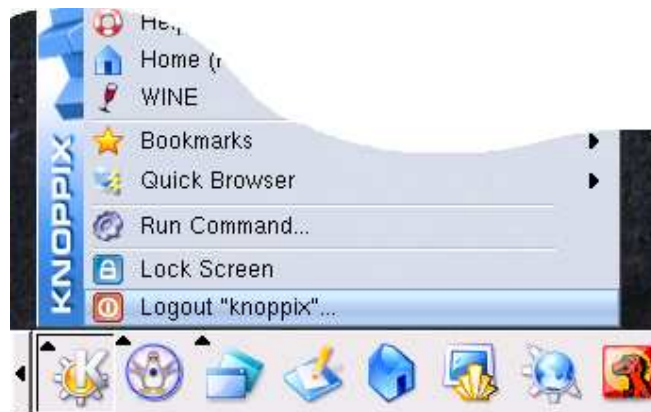 Home
WINE
Bookmarks
Quick Browser
Run Command...
Lock Screen
Logout "knoppix"...
KNOPPIX